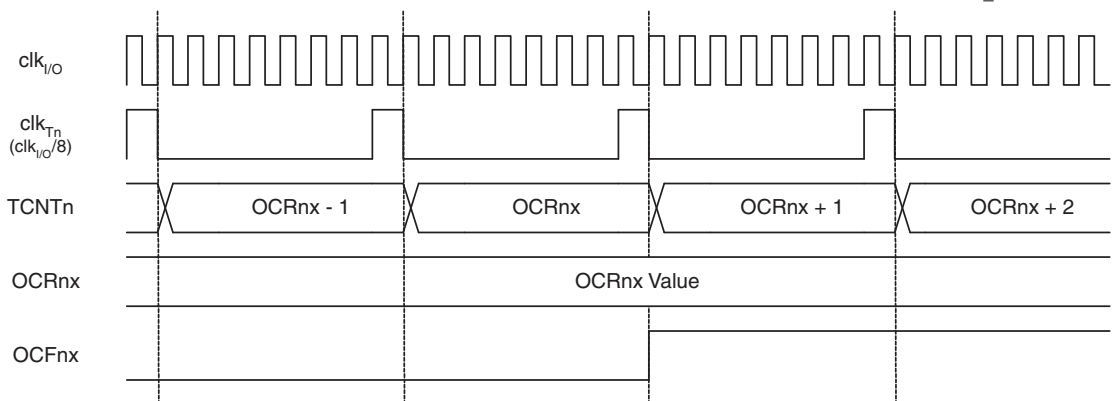 clkI/O
clkTn
(clkI/O/8)
TCNTn
OCRnx - 1
OCRnx
OCRnx + 1
OCRnx + 2
OCRnx
OCRnx Value
OCFnx